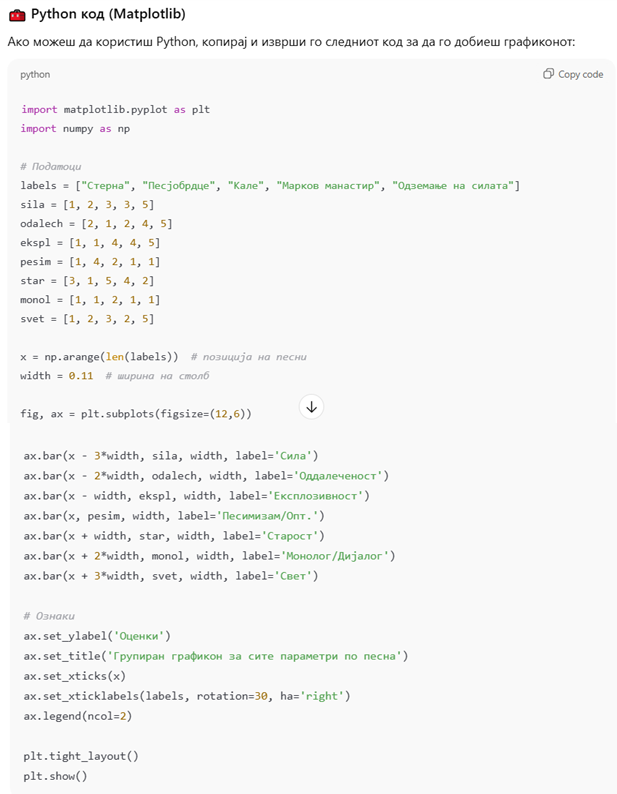 🧰 Python код (Matplotlib)
Ако можеш да користиш Python, копирај и изврши го следниот код за да го добиеш графиконот:
python
Copy code
import matplotlib.pyplot as plt
import numpy as np
# Податоци
labels = ["Стерна", "Песјобрдце", "Кале", "Марков манастир", "Одземање на силата"]
sila = [1, 2, 3, 3, 5]
odalech = [2, 1, 2, 4, 5]
ekspl = [1, 1, 4, 4, 5]
pesim = [1, 4, 2, 1, 1]
star = [3, 1, 5, 4, 2]
monol = [1, 1, 2, 1, 1]
svet = [1, 2, 3, 2, 5]
x = np.arange(len(labels))  # позиција на песни
width = 0.11  # ширина на столб
fig, ax = plt.subplots(figsize=(12,6))
ax.bar(x - 3*width, sila, width, label='Сила')
ax.bar(x - 2*width, odalech, width, label='Оддалеченост')
ax.bar(x - width, ekspl, width, label='Експлозивност')
ax.bar(x, pesim, width, label='Песимизам/Опт.')
ax.bar(x + width, star, width, label='Старост')
ax.bar(x + 2*width, monol, width, label='Монолог/Дијалог')
ax.bar(x + 3*width, svet, width, label='Свет')
# Ознаки
ax.set_ylabel('Оценки')
ax.set_title('Групиран графикон за сите параметри по песна')
ax.set_xticks(x)
ax.set_xticklabels(labels, rotation=30, ha='right')
ax.legend(ncol=2)
plt.tight_layout()
plt.show()